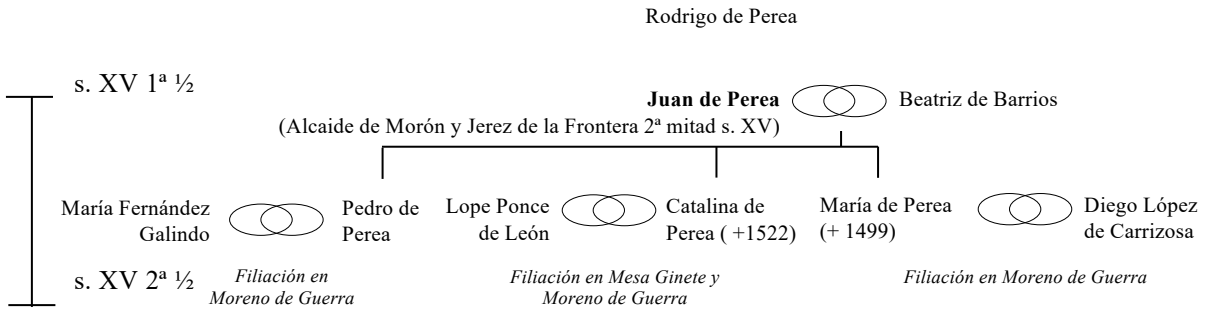 Rodrigo de Perea
s. XV 1ª ½
Juan de Perea
Beatriz de Barrios
(Alcaide de Morón y Jerez de la Frontera 2ª mitad s. XV)
María Fernández
Galindo
Pedro de
Perea
Lope Ponce
de León
Catalina de
Perea ( +1522)
María de Perea
(+ 1499)
Diego López
de Carrizosa
s. XV 2ª ½
Filiación en
Moreno de Guerra
Filiación en Mesa Ginete y
Moreno de Guerra
Filiación en Moreno de Guerra